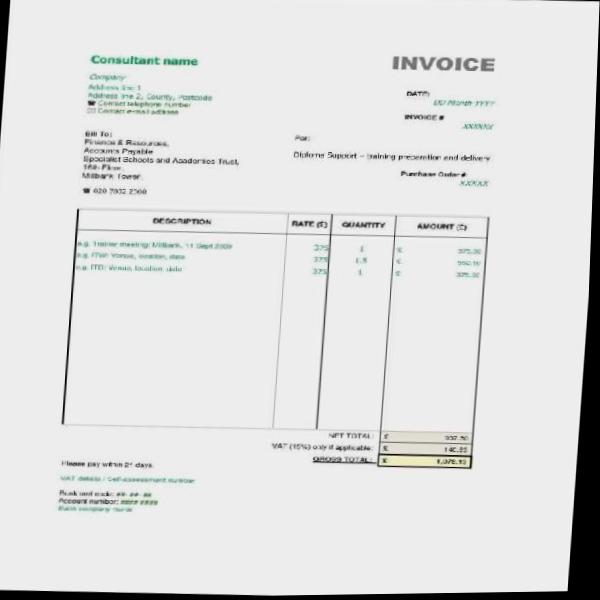 Consultant name
INVOICE
Company
Address line 1
Address line 2, County, Postcode
☎ Contact telephone number
✉ Contact e-mail address
DATE:
DD Month YYYY
INVOICE #
XXXXXX
Bill To:
Finance & Resources,
Accounts Payable
Specialist Schools and Academies Trust,
16th Floor,
Millbank Tower,
☎ 020 7802 2300
For:
Diploma Support – training preparation and delivery
Purchase Order #
XXXXX
DESCRIPTION RATE (£) QUANTITY AMOUNT (£)
e.g. Trainer meeting: Millbank, 11 Sept 2009 375 1 £ 375.00
e.g. ITW: Venue, location, date 375 1.5 £
e.g. ITD: Venue, location, date 375 1 £
NET TOTAL: £ 937.50
VAT (15%) only if applicable: £ 140.63
GROSS TOTAL: £ 1,078.13
Please pay within 21 days.
VAT details / Self-assessment number
Bank sort code: ## ## ##
Account number: #### ####
Bank company name